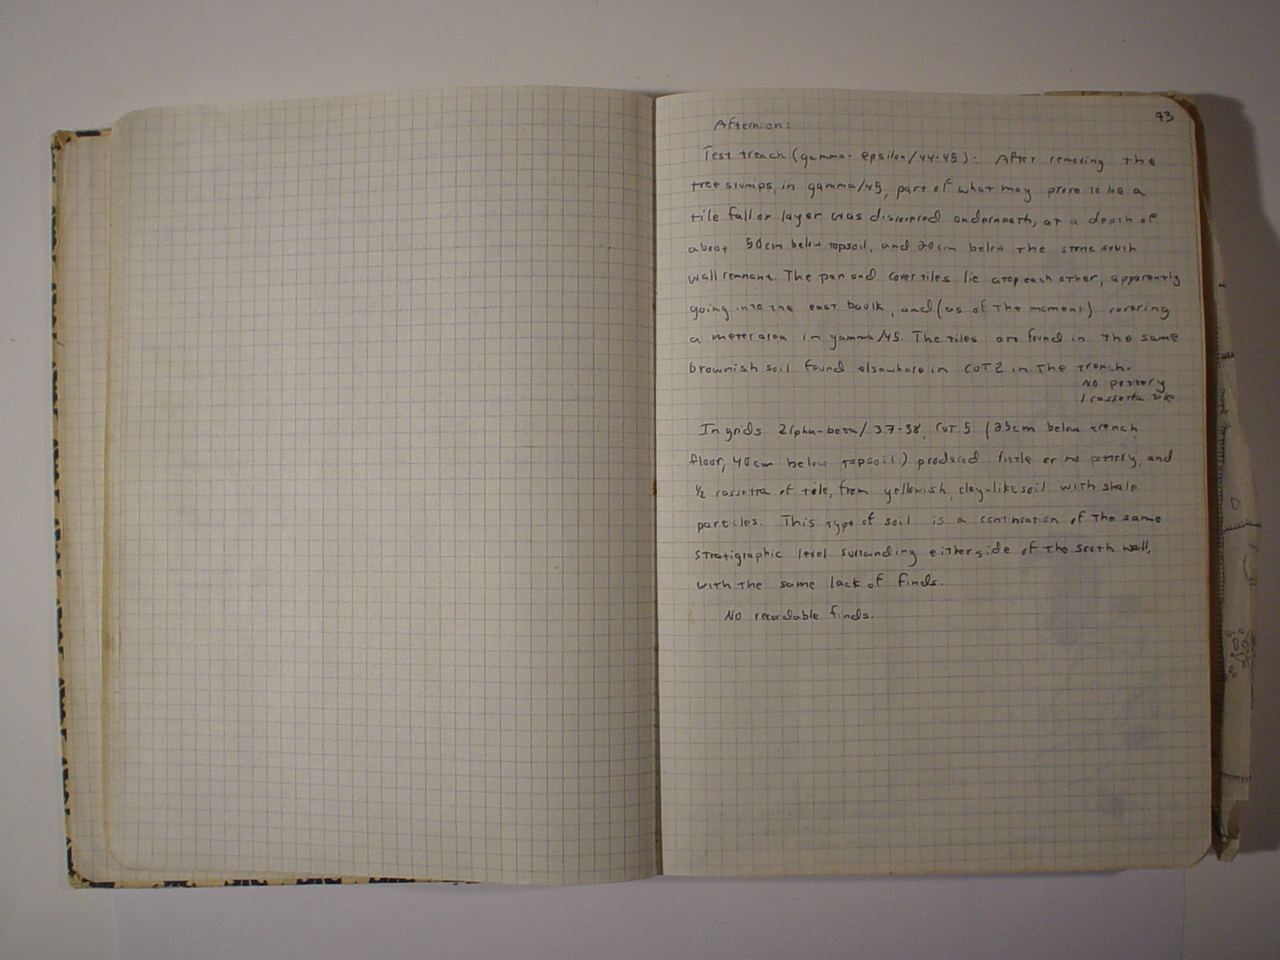 93
Afternoon:
Test trench (gamma-epsilon/44-45): After removing the
tree stumps in gamma/45, part of what may prove to be a
tile fall or layer was discovered underneath, at a depth of
about 50cm below topsoil, and 20cm below the stone south
wall remnant. The pan and cover tiles lie atop each other, apparently
going into the east baulk, and (as of the moment) covering
a meter area in gamma/45. The tiles are found in the same
brownish soil found elsewhere in CUT 2 in the trench.
No pottery
1 cassetta tile
In grids alpha-beta/37-38, CUT 5 (25cm below trench
floor, 40cm below topsoil) produced little or no pottery, and
1/2 cassetta of tile, from yellowish, clay-like soil with shale
particles. This type of soil is a continuation of the same
stratigraphic level surrounding either side of the south wall,
with the same lack of finds.
No recordable finds.